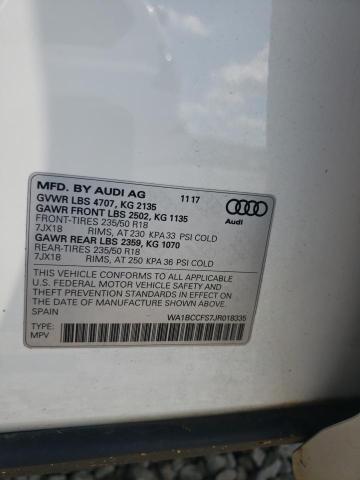 MFD. BY AUDI AG 11 17
GVWR LBS 4707, KG 2135
GAWR FRONT LBS 2502, KG 1135
FRONT-TIRES 235/50 R18
7JX18 RIMS, AT 230 KPA 33 PSI COLD
GAWR REAR LBS 2359, KG 1070
REAR-TIRES 235/50 R18
7JX18 RIMS, AT 250 KPA 36 PSI COLD
Audi
THIS VEHICLE CONFORMS TO ALL APPLICABLE
U.S. FEDERAL MOTOR VEHICLE SAFETY, BUMPER, AND
THEFT PREVENTION STANDARDS IN EFFECT ON
THE DATE OF MANUFACTURE SHOWN ABOVE
SPAIN
WA1BCCFS7JR018335
TYPE:
MPV